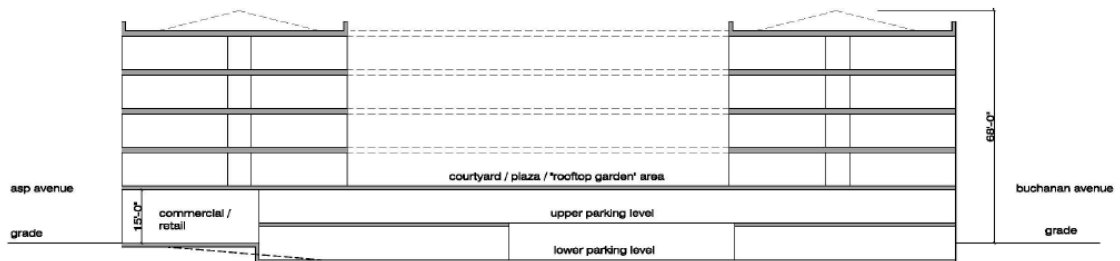 courtyard / plaza / "rooftop garden" area
asp avenue
buchanan avenue
15'-0"
commercial /
retail
upper parking level
68'-0"
grade
grade
lower parking level